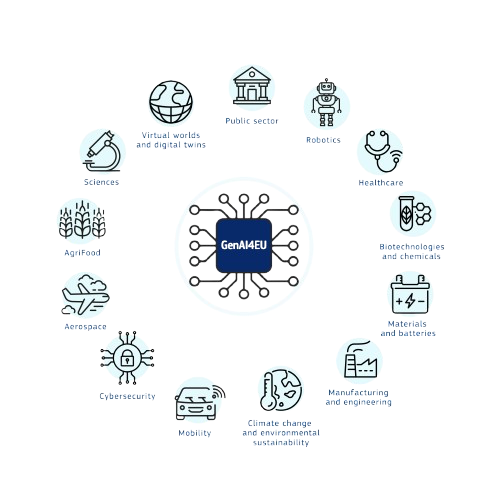 Public sector
Virtual worlds
and digital twins
Robotics
Sciences
Healthcare
GenAI4EU
AgriFood
Biotechnologies
and chemicals
Aerospace
Materials
and batteries
Cybersecurity
Manufacturing
and engineering
Mobility
Climate change
and environmental
sustainability